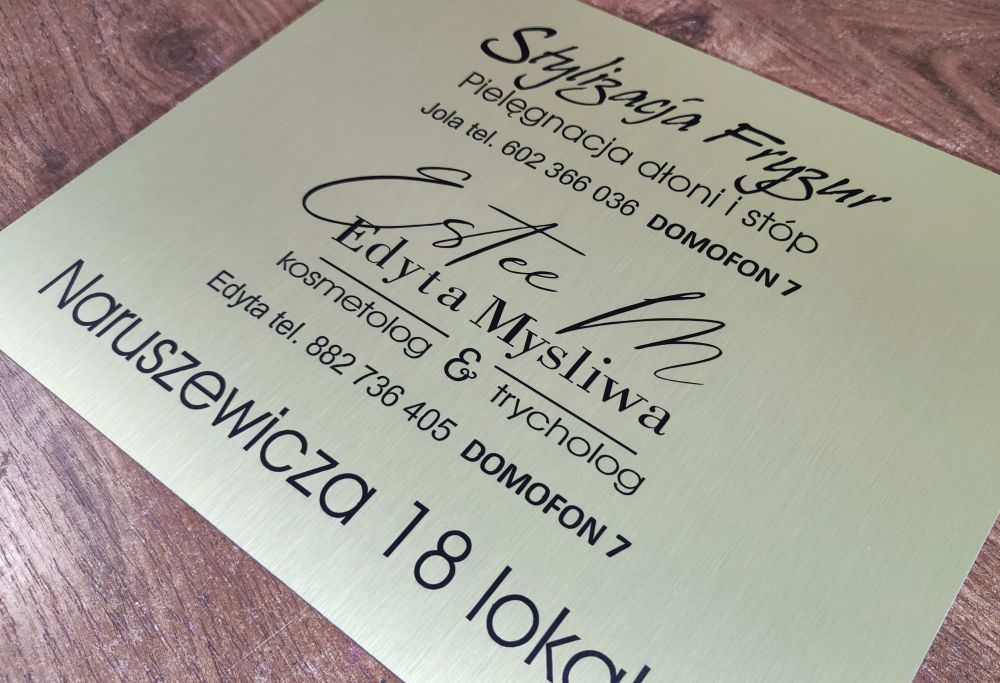 Stylizacja Fryzur
Pielęgnacja dłoni i stóp
Jola tel. 602 366 036 DOMOFON 7
Estee M
Edyta Mysliwa
kosmetolog & trycholog
Edyta tel. 882 736 405 DOMOFON 7
Naruszewicza 18 lokal